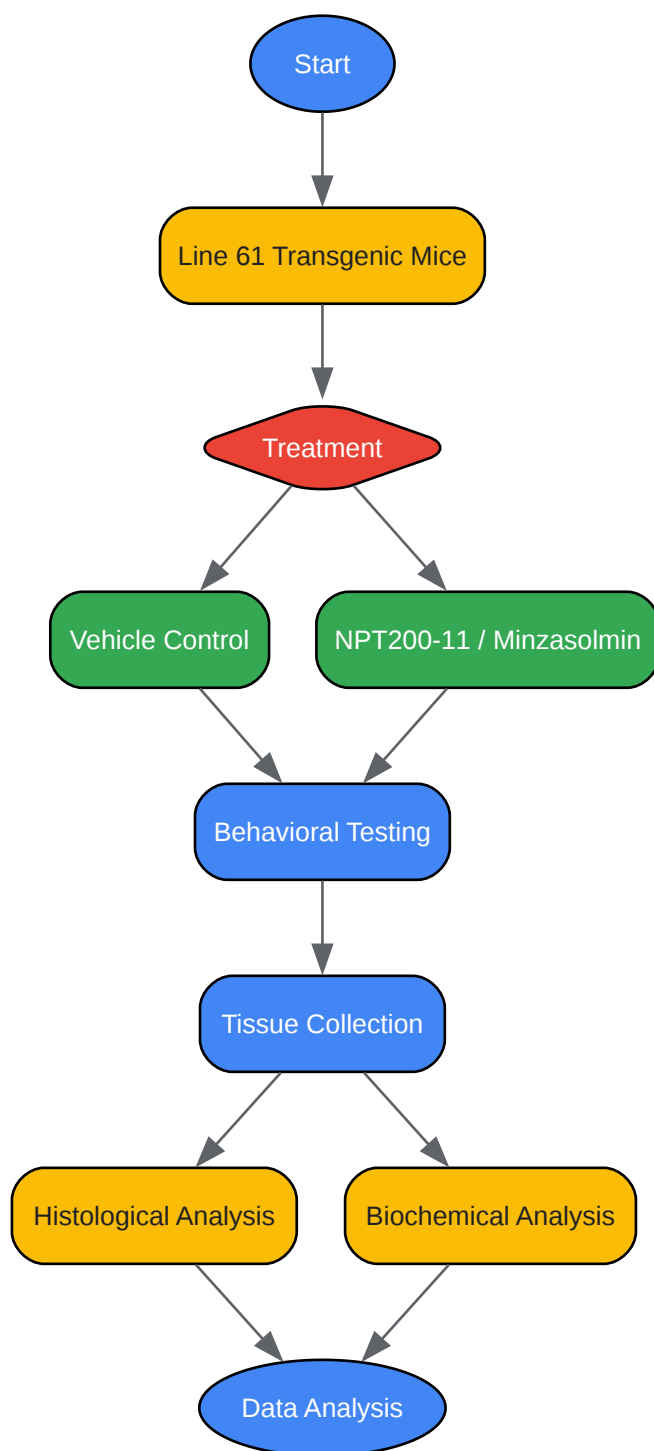 Start
Line 61 Transgenic Mice
Treatment
Vehicle Control
NPT200-11 / Minzasolmin
Behavioral Testing
Tissue Collection
Histological Analysis
Biochemical Analysis
Data Analysis